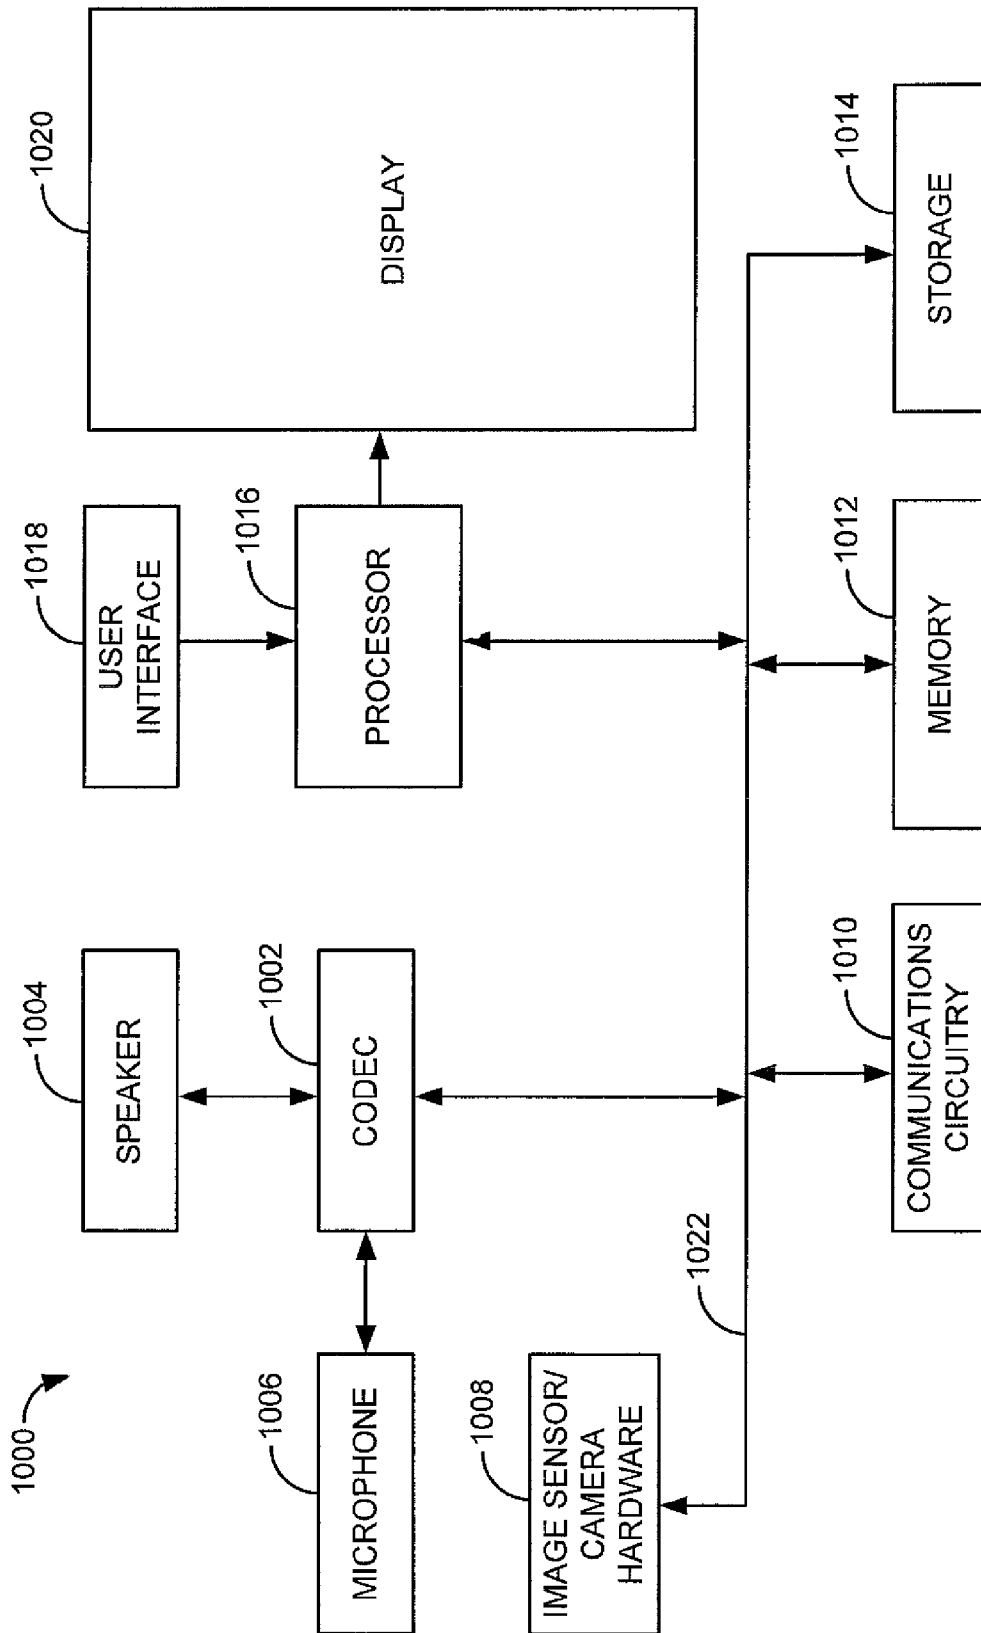 1000
1004
SPEAKER
1018
USER
INTERFACE
1020
DISPLAY
1006
MICROPHONE
1002
CODEC
1016
PROCESSOR
1008
IMAGE SENSOR/
CAMERA
HARDWARE
1022
1010
COMMUNICATIONS
CIRCUITRY
1012
MEMORY
1014
STORAGE